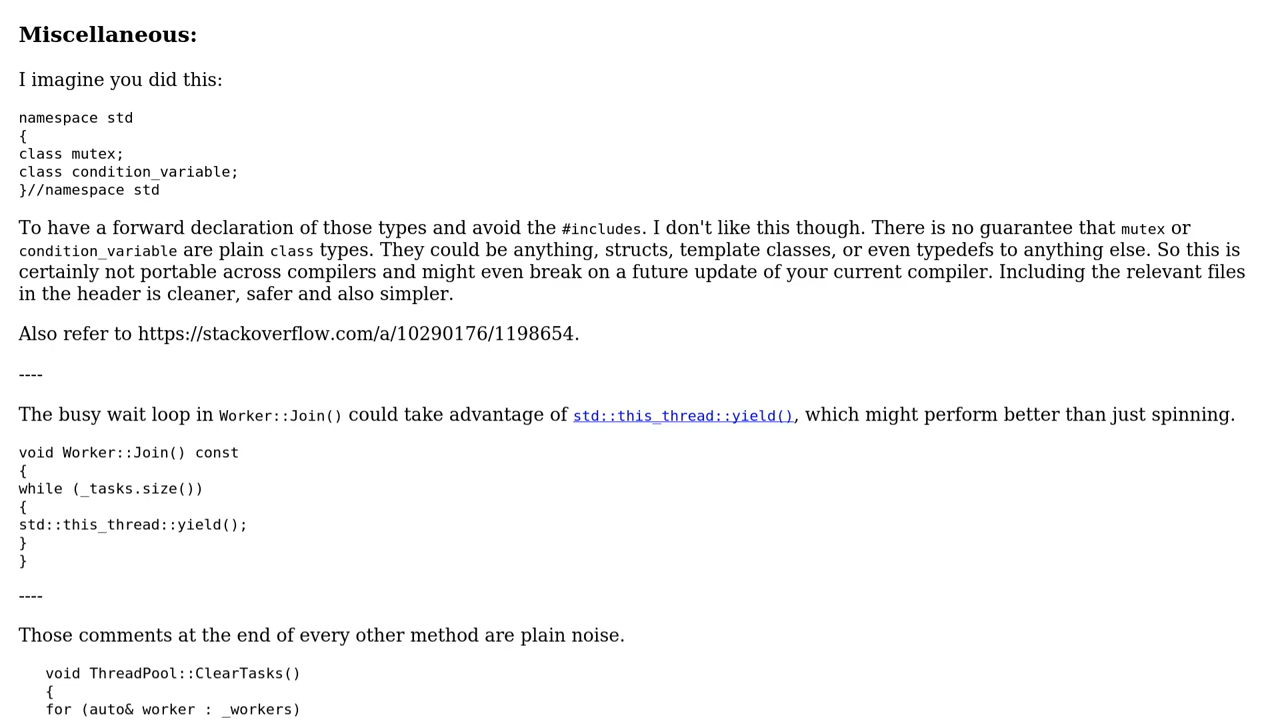 Miscellaneous:
I imagine you did this:
namespace std
{
class mutex;
class condition_variable;
}//namespace std
To have a forward declaration of those types and avoid the #includes. I don't like this though. There is no guarantee that mutex or
condition_variable are plain class types. They could be anything, structs, template classes, or even typedefs to anything else. So this is
certainly not portable across compilers and might even break on a future update of your current compiler. Including the relevant files
in the header is cleaner, safer and also simpler.
Also refer to https://stackoverflow.com/a/10290176/1198654.
----
The busy wait loop in Worker::Join() could take advantage of std::this_thread::yield(), which might perform better than just spinning.
void Worker::Join() const
{
while (_tasks.size())
{
std::this_thread::yield();
}
}
----
Those comments at the end of every other method are plain noise.
void ThreadPool::ClearTasks()
{
for (auto& worker : _workers)